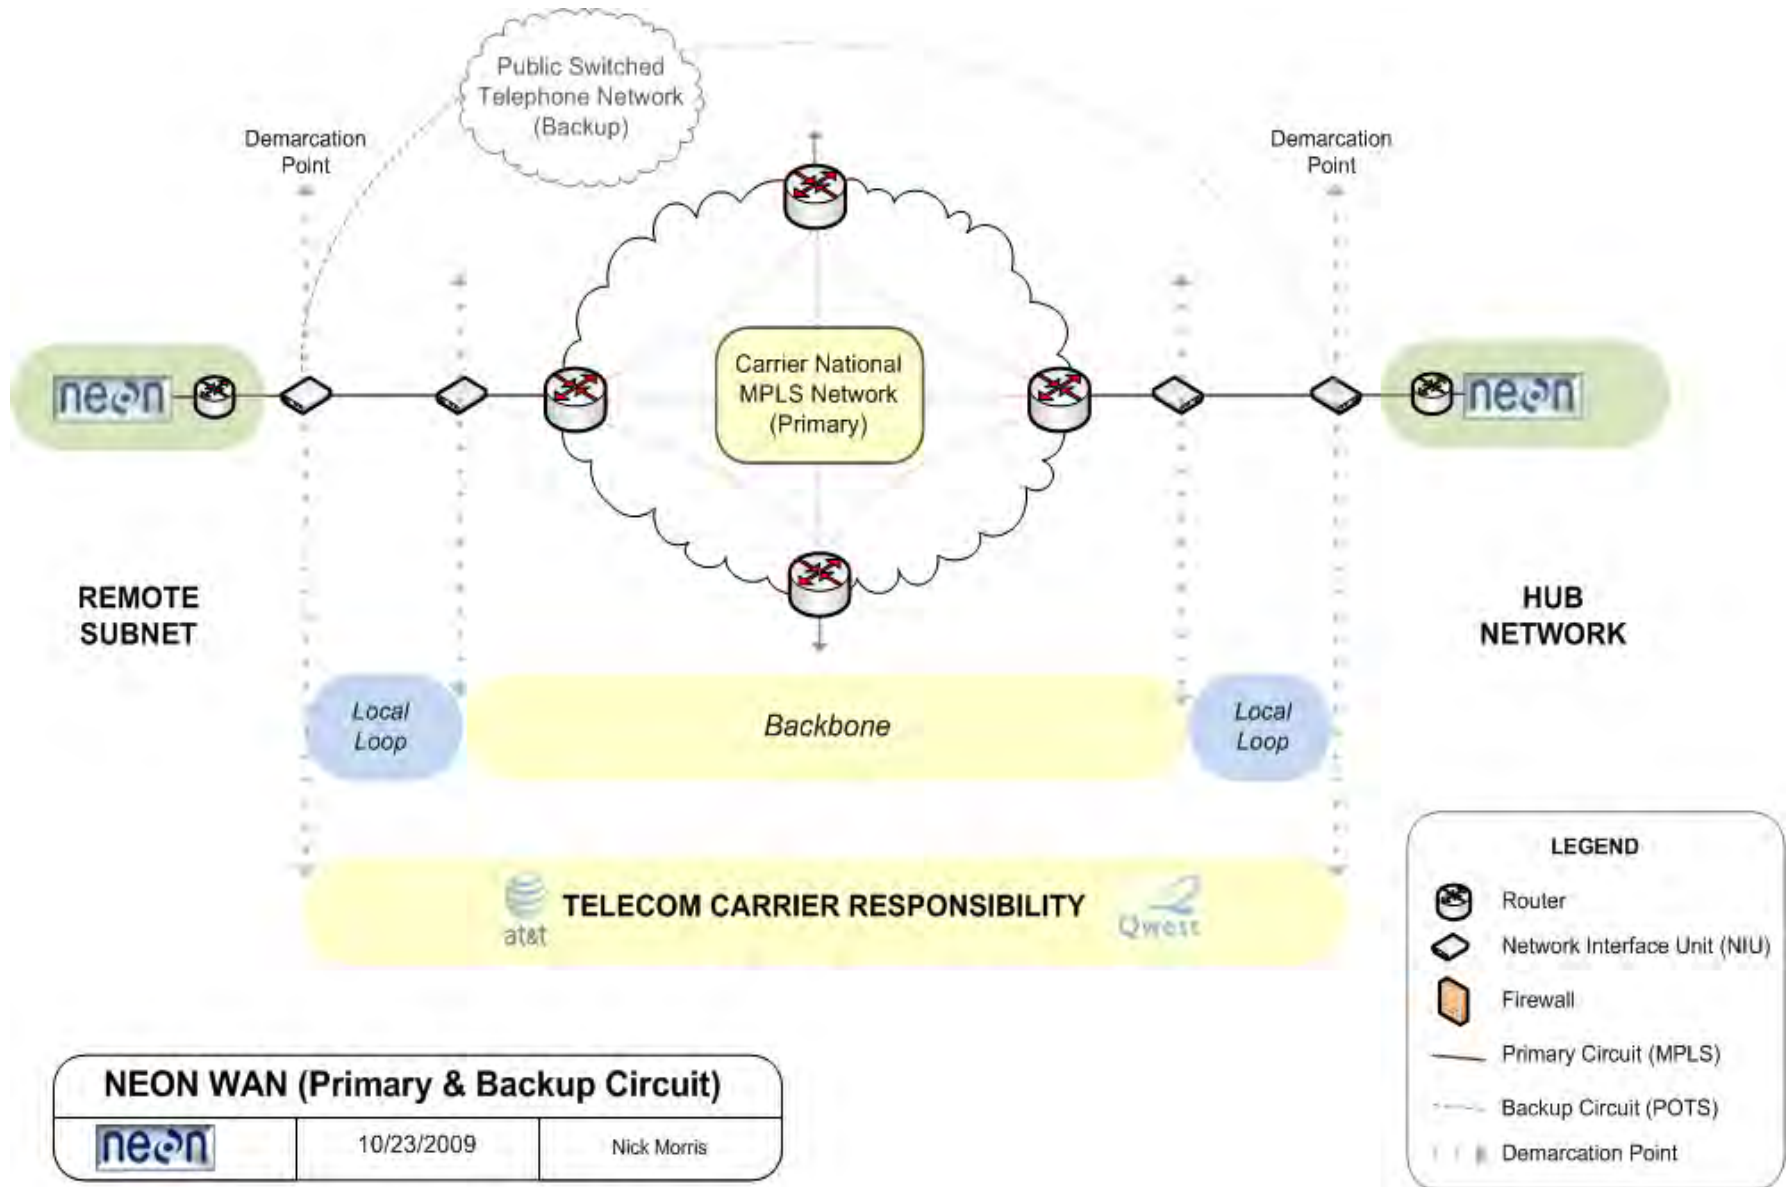 Public Switched
Telephone Network
(Backup)
Demarcation
Point
Demarcation
Point
neon
Carrier National
MPLS Network
(Primary)
neon
REMOTE
SUBNET
HUB
NETWORK
Local
Loop
Backbone
Local
Loop
at&t
TELECOM CARRIER RESPONSIBILITY
Qwest
LEGEND
Router
Network Interface Unit (NIU)
Firewall
Primary Circuit (MPLS)
Backup Circuit (POTS)
Demarcation Point
NEON WAN (Primary & Backup Circuit)
neon
10/23/2009
Nick Morris